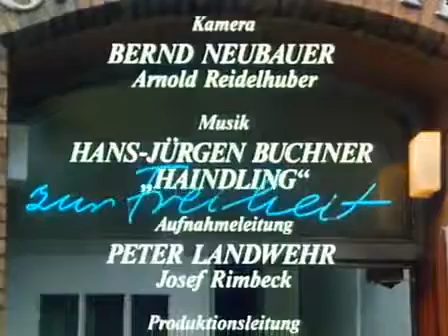 Kamera
BERND NEUBAUER
Arnold Reidelhuber
Musik
HANS-JÜRGEN BUCHNER
„HAINDLING“
zur Freiheit
Aufnahmeleitung
PETER LANDWEHR
Josef Rimbeck
Produktionsleitung